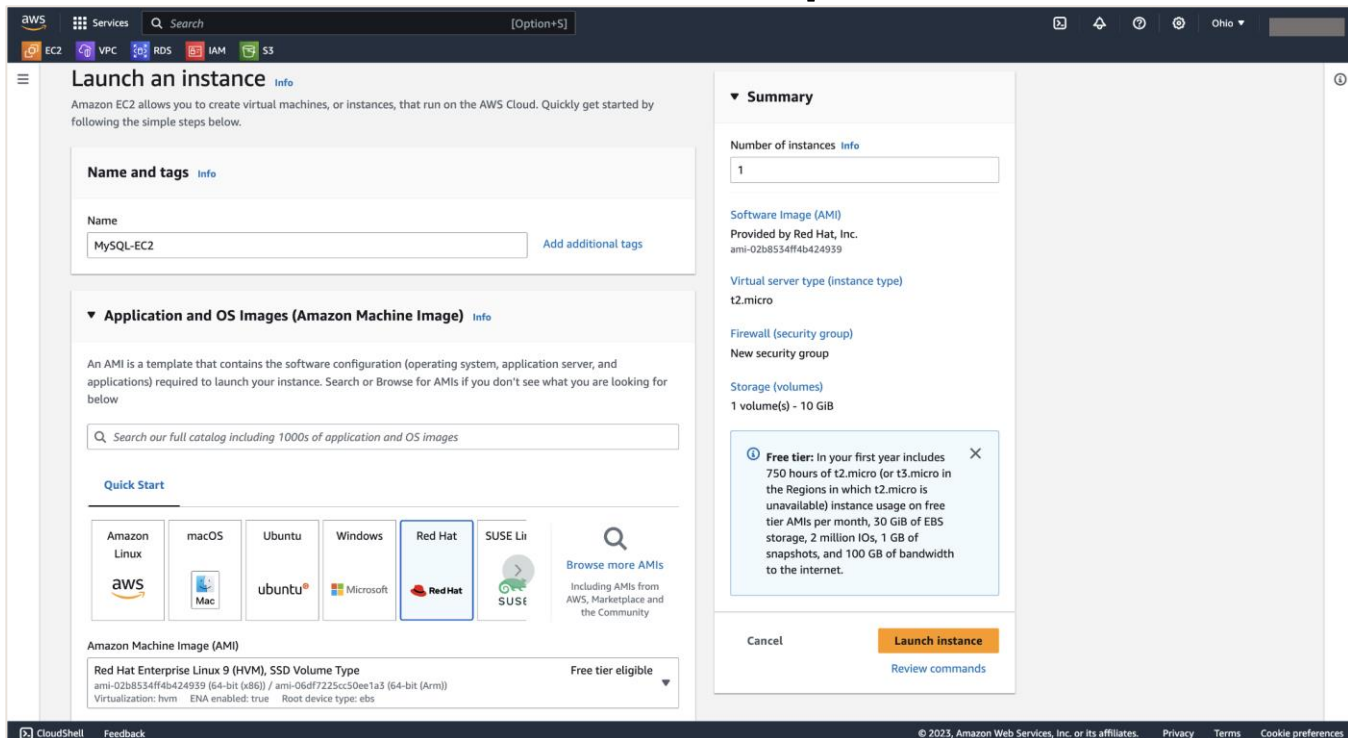 aws
Services
Search
[Option+S]
Ohio
EC2
VPC
RDS
IAM
S3
Launch an instance Info
Amazon EC2 allows you to create virtual machines, or instances, that run on the AWS Cloud. Quickly get started by
following the simple steps below.
Name and tags Info
Name
MySQL-EC2
Add additional tags
Application and OS Images (Amazon Machine Image) Info
An AMI is a template that contains the software configuration (operating system, application server, and
applications) required to launch your instance. Search or Browse for AMIs if you don't see what you are looking for
below
Search our full catalog including 1000s of application and OS images
Quick Start
Amazon
Linux
aws
macOS
Mac
Ubuntu
ubuntu
Windows
Microsoft
Red Hat
Red Hat
SUSE Li
SUSE
Browse more AMIs
Including AMIs from
AWS, Marketplace and
the Community
Amazon Machine Image (AMI)
Red Hat Enterprise Linux 9 (HVM), SSD Volume Type
Free tier eligible
ami-02b8534ff4b424939 (64-bit (x86)) / ami-06df7225cc50ee1a3 (64-bit (Arm))
Virtualization: hvm ENA enabled: true Root device type: ebs
Summary
Number of instances Info
1
Software Image (AMI)
Provided by Red Hat, Inc.
ami-02b8534ff4b424939
Virtual server type (instance type)
t2.micro
Firewall (security group)
New security group
Storage (volumes)
1 volume(s) - 10 GiB
Free tier: In your first year includes
750 hours of t2.micro (or t3.micro in
the Regions in which t2.micro is
unavailable) instance usage on free
tier AMIs per month, 30 GiB of EBS
storage, 2 million IOs, 1 GB of
snapshots, and 100 GB of bandwidth
to the internet.
Cancel
Launch instance
Review commands
CloudShell
Feedback
© 2023, Amazon Web Services, Inc. or its affiliates.
Privacy
Terms
Cookie preferences